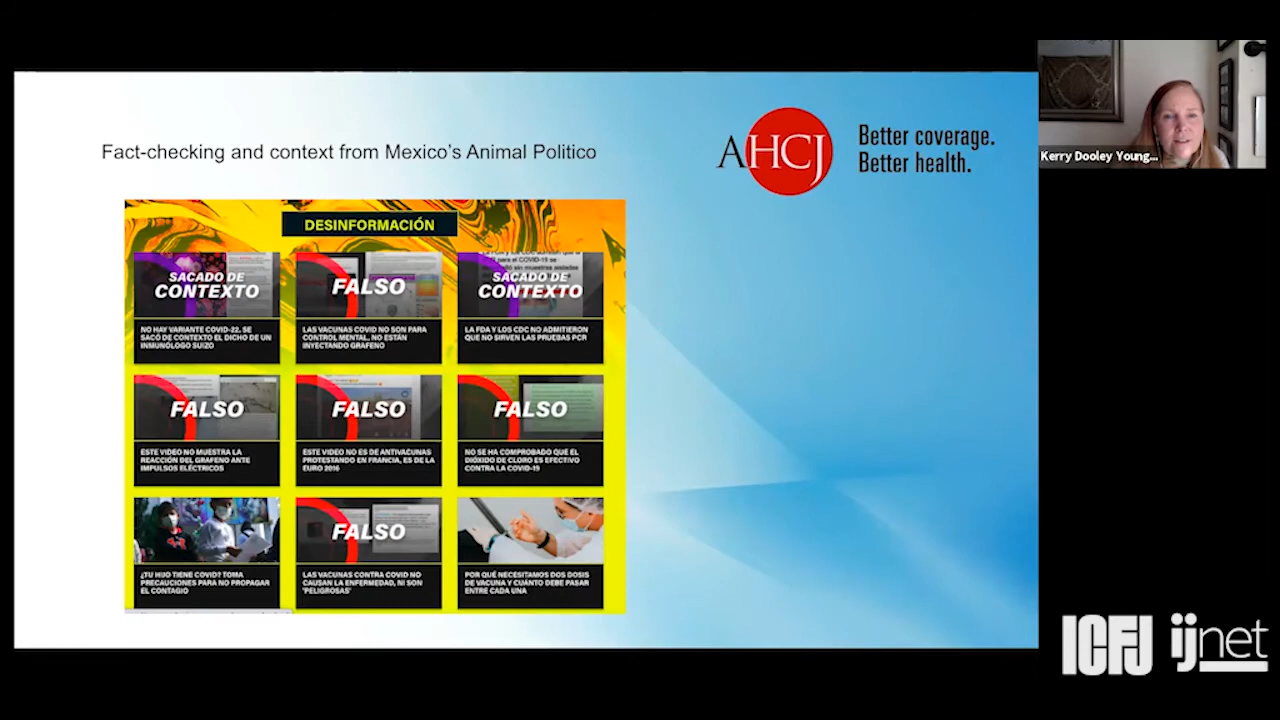 Fact-checking and context from Mexico's Animal Politico
AHCJ
Better coverage.
Better health.
Kerry Dooley Young...
DESINFORMACIÓN
SACADO DE
CONTEXTO
NO HAY VARIANTE COVID-22, SE
SACÓ DE CONTEXTO EL DICHO DE UN
INMUNÓLOGO SUIZO
FALSO
LAS VACUNAS COVID NO SON PARA
CONTROL MENTAL, NO ESTÁN
INYECTANDO GRAFENO
para el COVID-19 se
SACADO DE
CONTEXTO
LA FDA Y LOS CDC NO ADMITIERON
QUE NO SIRVEN LAS PRUEBAS PCR
FALSO
ESTE VIDEO NO MUESTRA LA
REACCIÓN DEL GRAFENO ANTE
IMPULSOS ELÉCTRICOS
FALSO
ESTE VIDEO NO ES DE ANTIVACUNAS
PROTESTANDO EN FRANCIA, ES DE LA
EURO 2016
FALSO
NO SE HA COMPROBADO QUE EL
DIÓXIDO DE CLORO ES EFECTIVO
CONTRA LA COVID-19
¿TU HIJO TIENE COVID? TOMA
PRECAUCIONES PARA NO PROPAGAR
EL CONTAGIO
FALSO
LAS VACUNAS CONTRA COVID NO
CAUSAN LA ENFERMEDAD, NI SON
'PELIGROSAS'
POR QUÉ NECESITAMOS DOS DOSIS
DE VACUNA Y CUÁNTO DEBE PASAR
ENTRE CADA UNA
ICFJ ijnet